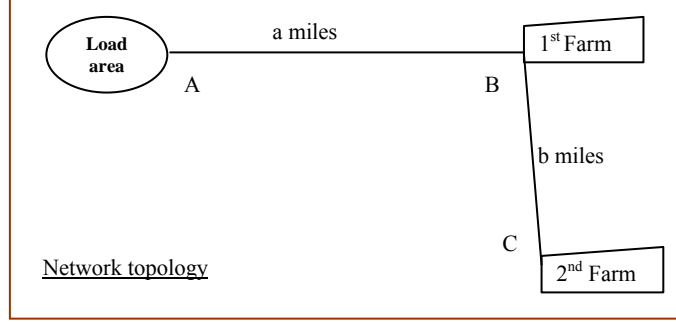 a miles
Load
area
1st Farm
A
B
b miles
C
Network topology
2nd Farm